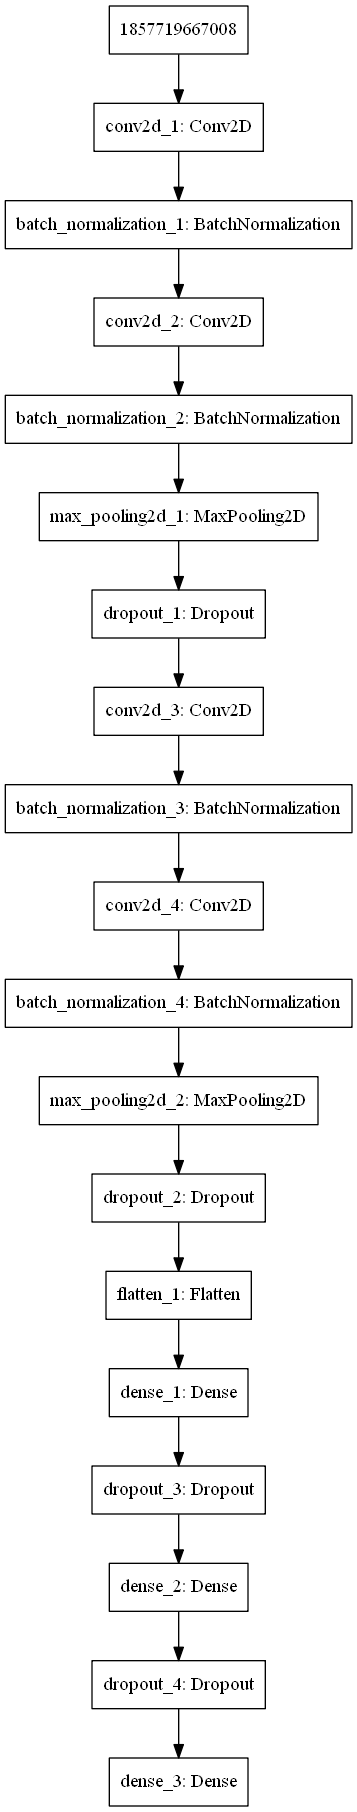 1857719667008
conv2d_1: Conv2D
batch_normalization_1: BatchNormalization
conv2d_2: Conv2D
batch_normalization_2: BatchNormalization
max_pooling2d_1: MaxPooling2D
dropout_1: Dropout
conv2d_3: Conv2D
batch_normalization_3: BatchNormalization
conv2d_4: Conv2D
batch_normalization_4: BatchNormalization
max_pooling2d_2: MaxPooling2D
dropout_2: Dropout
flatten_1: Flatten
dense_1: Dense
dropout_3: Dropout
dense_2: Dense
dropout_4: Dropout
dense_3: Dense